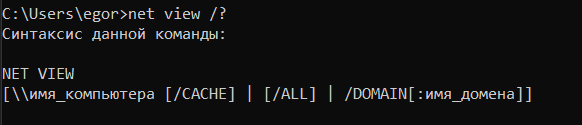 C:\Users\egor>net view /?
Синтаксис данной команды:
NET VIEW
[\\имя_компьютера [/CACHE] | [/ALL] | /DOMAIN[:имя_домена]]